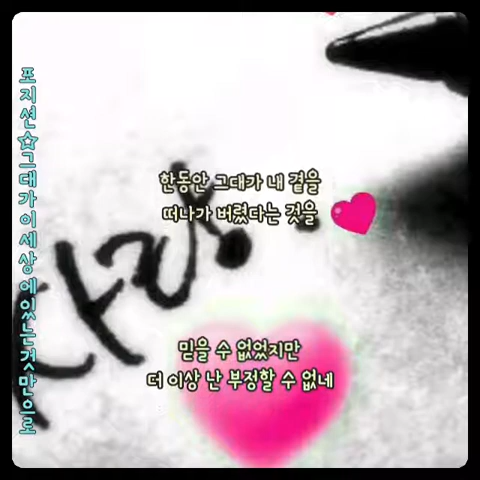 포지션☆그대가이세상에있는것만으로
한동안 그대가 내 곁을
떠나가 버렸다는 것을
믿을 수 없었지만
더 이상 난 부정할 수 없네
사랑